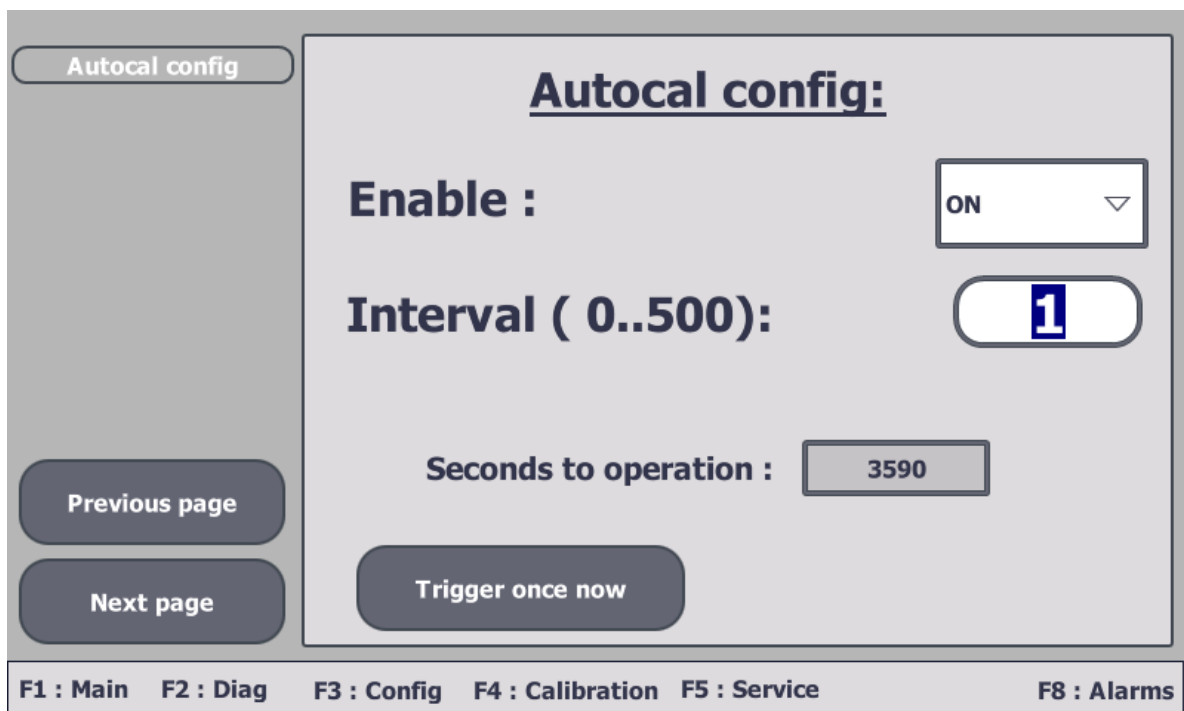 Autocal config
Autocal config:
Enable :
ON
Interval ( 0..500):
1
Seconds to operation :
3590
Previous page
Trigger once now
Next page
F1 : Main F2 : Diag F3 : Config F4 : Calibration F5 : Service F8 : Alarms